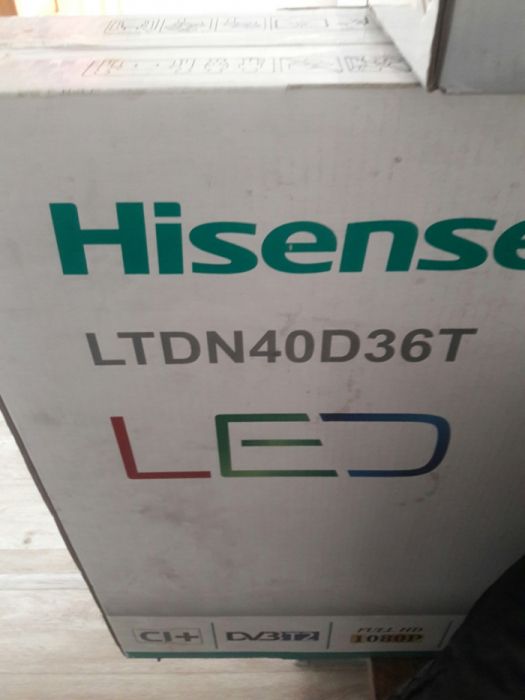 Hisense
LTDN40D36T
LED
CI+ DVB T2 FULL HD
1080P